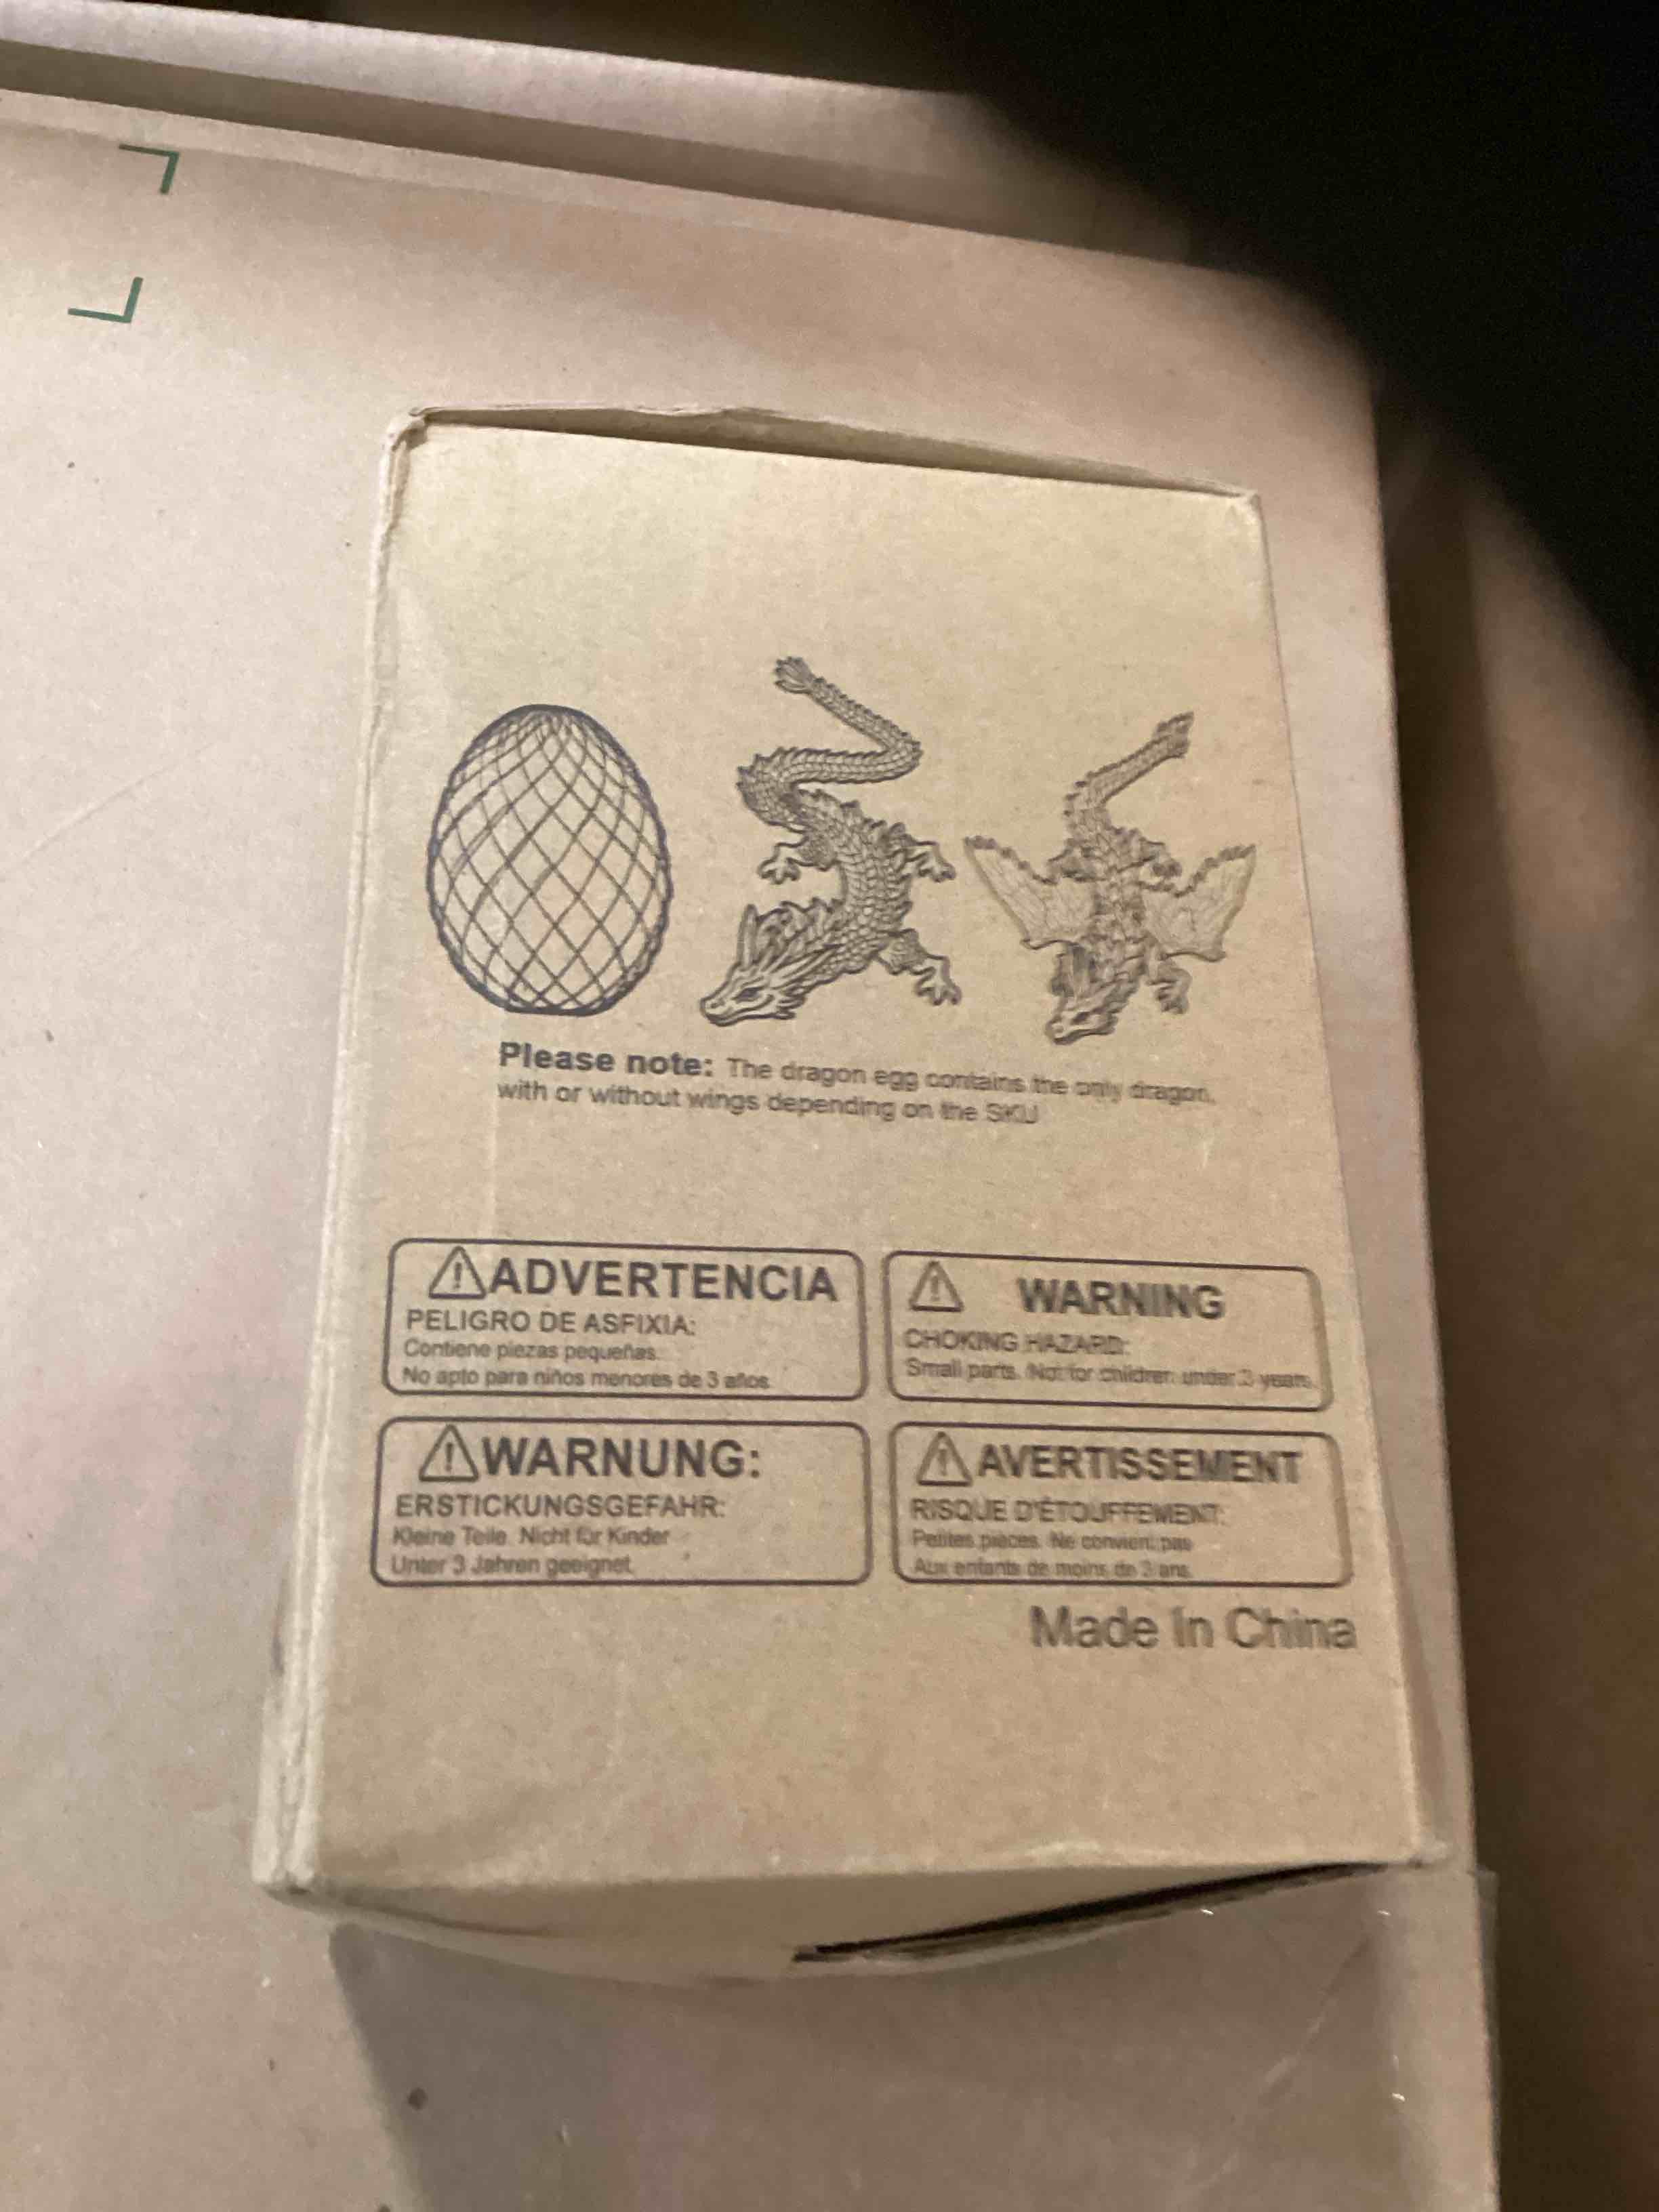 Please note: The dragon egg contains the only dragon,
with or without wings depending on the SKU
ADVERTENCIA
PELIGRO DE ASFIXIA:
Contiene piezas pequeñas.
No apto para niños menores de 3 años
WARNING
CHOKING HAZARD:
Small parts. Not for children under 3 years.
WARNUNG:
ERSTICKUNGSGEFAHR:
Kleine Teile. Nicht für Kinder
Unter 3 Jahren geeignet.
AVERTISSEMENT
RISQUE D'ÉTOUFFEMENT:
Petites pièces. Ne convient pas
Aux enfants de moins de 3 ans.
Made In China